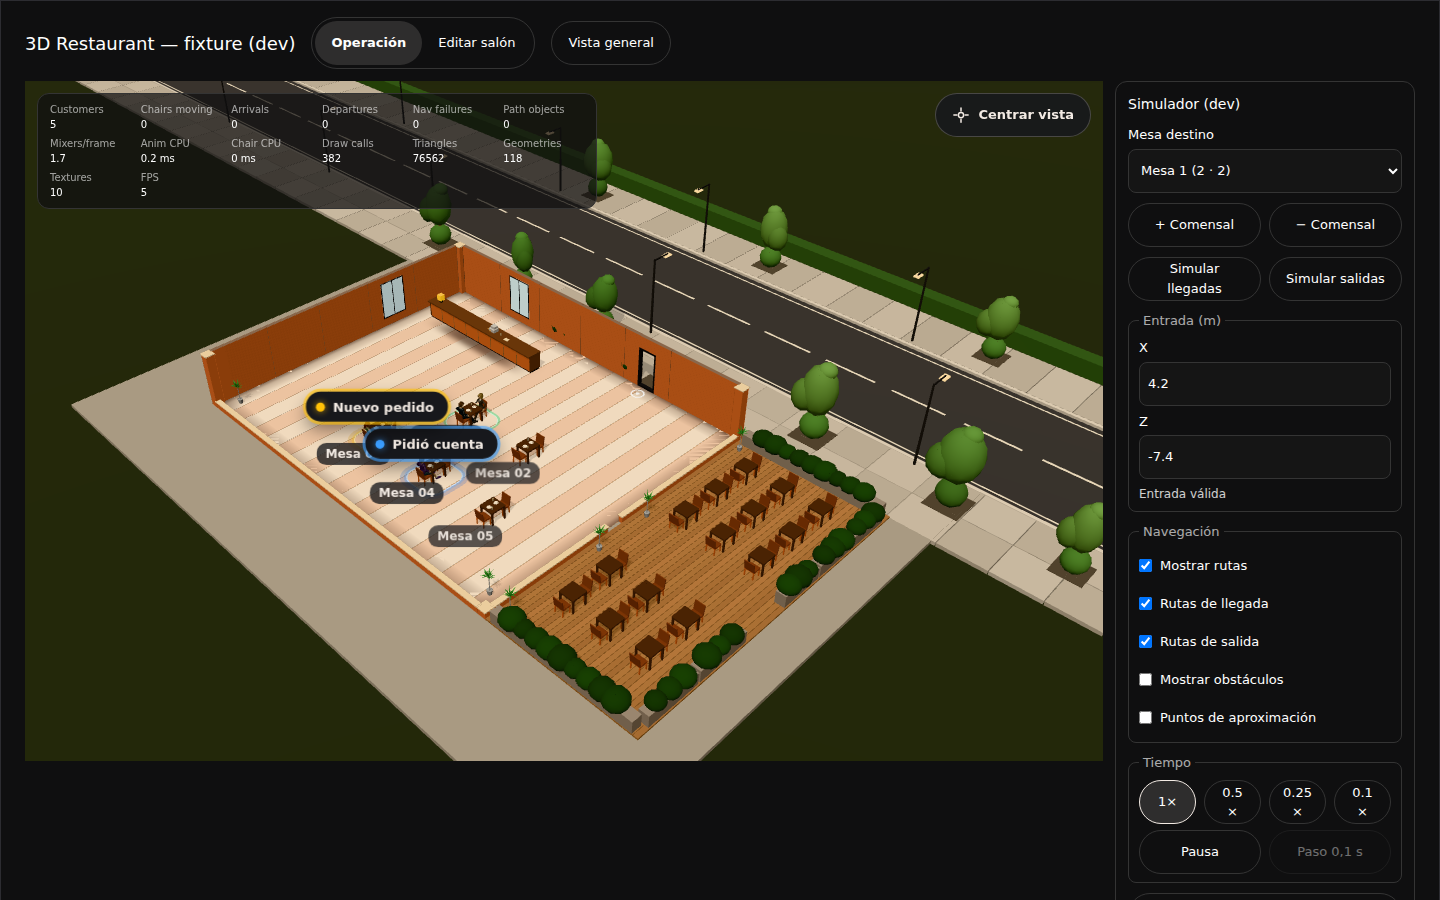 3D Restaurant — fixture (dev)
Operación
Editar salón
Vista general
Customers
5
Chairs moving
0
Arrivals
0
Departures
0
Nav failures
0
Path objects
0
Mixers/frame
1.7
Anim CPU
0.2 ms
Chair CPU
0 ms
Draw calls
382
Triangles
76562
Geometries
118
Textures
10
FPS
5
Centrar vista
Nuevo pedido
Pidió cuenta
Mesa
Mesa 02
Mesa 04
Mesa 05
Simulador (dev)
Mesa destino
Mesa 1 (2 · 2)
+ Comensal
− Comensal
Simular
llegadas
Simular salidas
Entrada (m)
X
4.2
Z
-7.4
Entrada válida
Navegación
Mostrar rutas
Rutas de llegada
Rutas de salida
Mostrar obstáculos
Puntos de aproximación
Tiempo
1×
0.5
×
0.25
×
0.1
×
Pausa
Paso 0,1 s